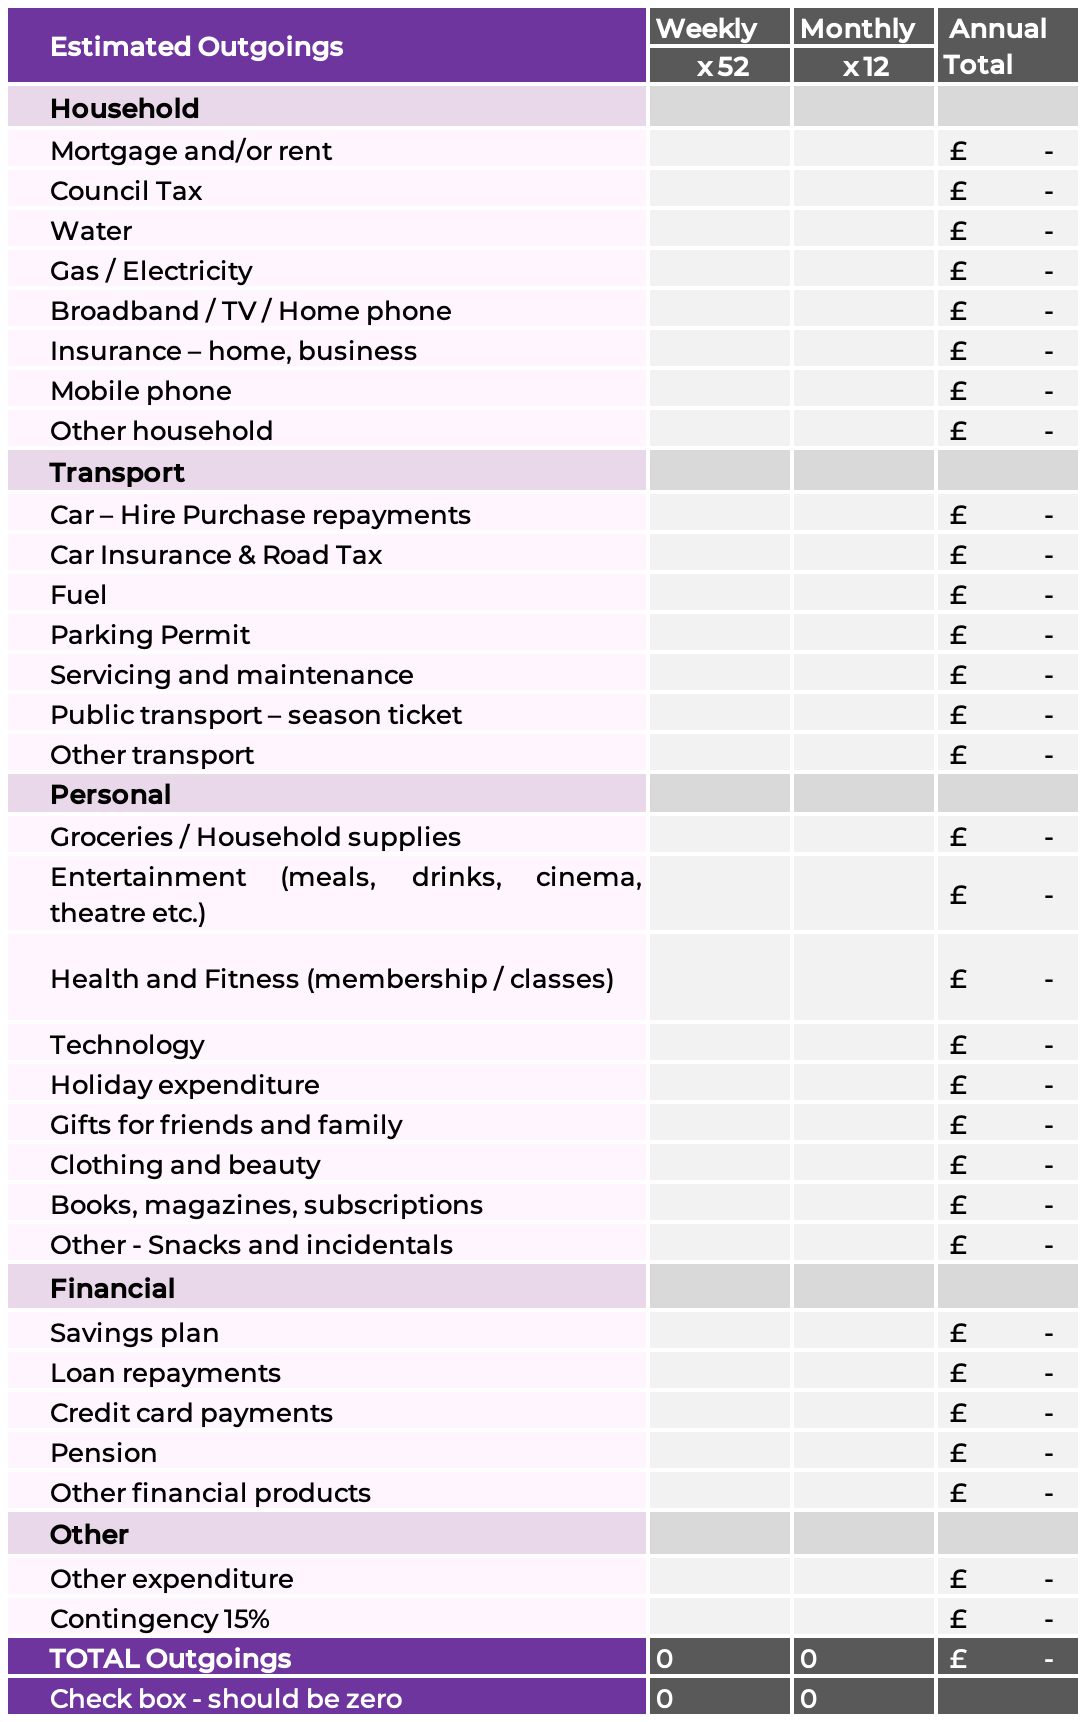 Estimated Outgoings Weekly Monthly Annual Total
x 52 x 12
Household
Mortgage and/or rent £ -
Council Tax £ -
Water £ -
Gas / Electricity £ -
Broadband / TV / Home phone £ -
Insurance – home, business £ -
Mobile phone £ -
Other household £ -
Transport
Car – Hire Purchase repayments £ -
Car Insurance & Road Tax £ -
Fuel £ -
Parking Permit £ -
Servicing and maintenance £ -
Public transport – season ticket £ -
Other transport £ -
Personal
Groceries / Household supplies £ -
Entertainment (meals, drinks, cinema,
theatre etc.) £ -
Health and Fitness (membership / classes) £ -
Technology £ -
Holiday expenditure £ -
Gifts for friends and family £ -
Clothing and beauty £ -
Books, magazines, subscriptions £ -
Other - Snacks and incidentals £ -
Financial
Savings plan £ -
Loan repayments £ -
Credit card payments £ -
Pension £ -
Other financial products £ -
Other
Other expenditure £ -
Contingency 15% £ -
TOTAL Outgoings 0 0 £ -
Check box - should be zero 0 0